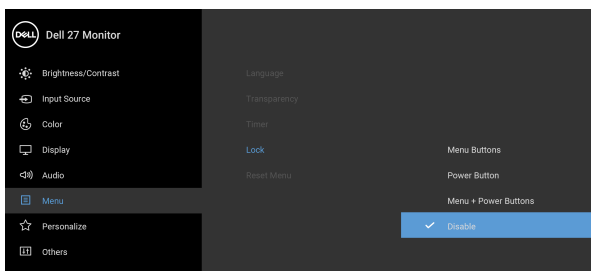 DELL Dell 27 Monitor
Brightness/Contrast Language
Input Source Transparency
Color Timer
Display Lock Menu Buttons
Audio Reset Menu Power Button
Menu Menu + Power Buttons
Personalize Disable
Others